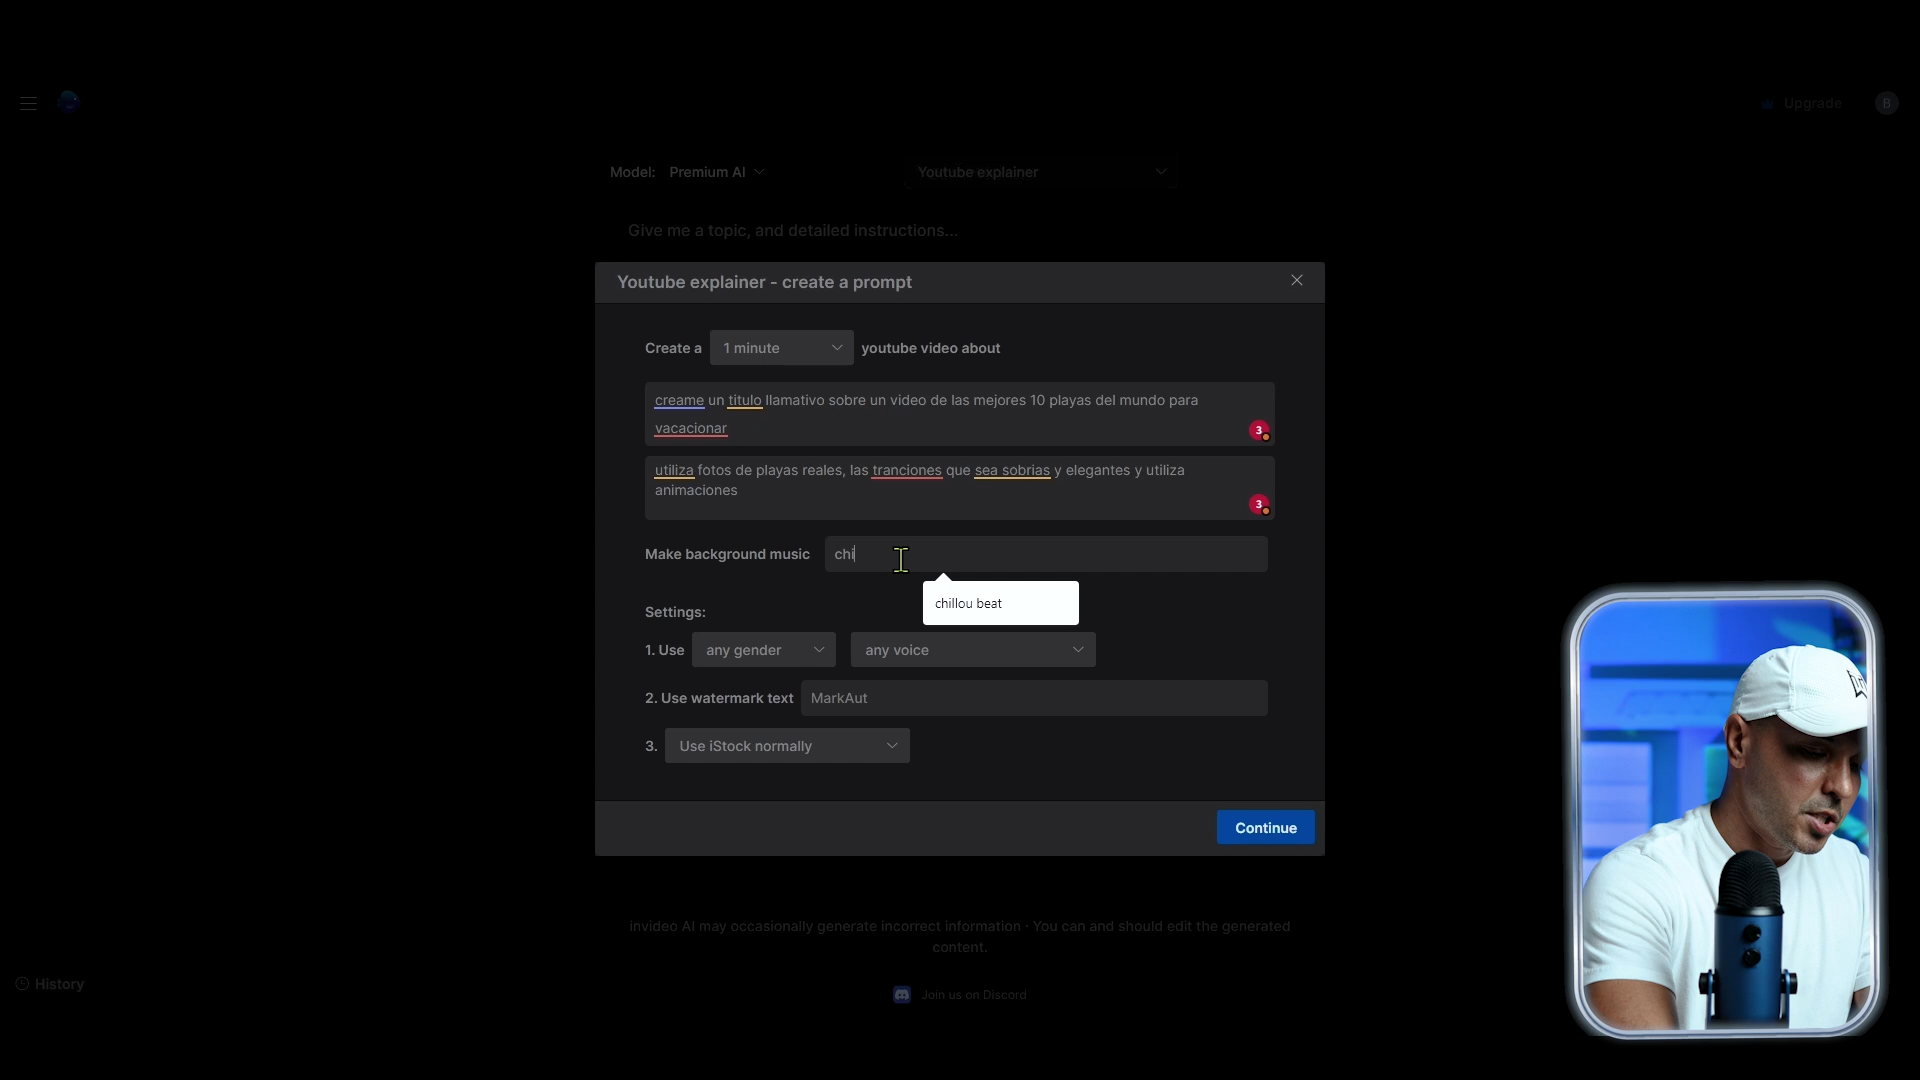 Upgrade
B
Model: Premium AI
Youtube explainer
Give me a topic, and detailed instructions...
Youtube explainer - create a prompt
Create a 1 minute youtube video about
creame un titulo llamativo sobre un video de las mejores 10 playas del mundo para
vacacionar
3
utiliza fotos de playas reales, las tranciones que sea sobrias y elegantes y utiliza
animaciones
3
Make background music chi
chillou beat
Settings:
1. Use any gender any voice
2. Use watermark text MarkAut
3. Use iStock normally
Continue
invideo AI may occasionally generate incorrect information · You can and should edit the generated
content.
History
Join us on Discord